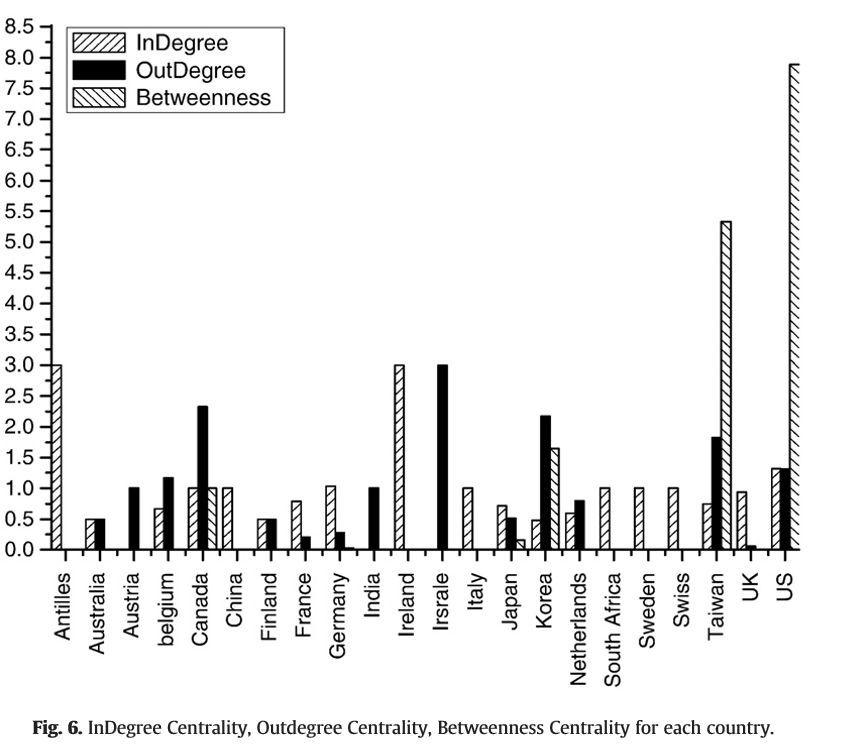 8.5
8.0
7.5
7.0
6.5
6.0
5.5
5.0
4.5
4.0
3.5
3.0
2.5
2.0
1.5
1.0
0.5
0.0
InDegree
OutDegree
Betweenness
Antilles
Australia
Austria
belgium
Canada
China
Finland
France
Germany
India
Ireland
Irsrale
Italy
Japan
Korea
Netherlands
South Africa
Sweden
Swiss
Taiwan
UK
US
Fig. 6. InDegree Centrality, Outdegree Centrality, Betweenness Centrality for each country.